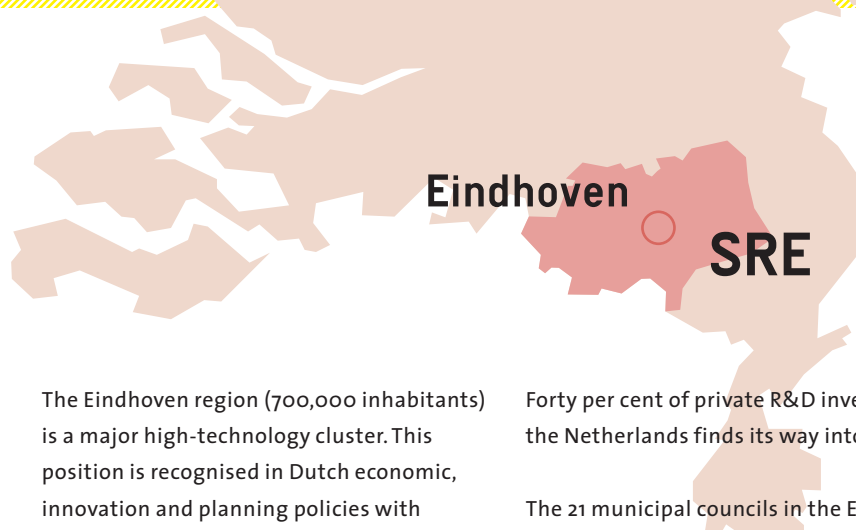 Eindhoven
SRE
The Eindhoven region (700,000 inhabitants)
is a major high-technology cluster. This
position is recognised in Dutch economic,
innovation and planning policies with
Forty per cent of private R&D inve
the Netherlands finds its way into
The 21 municipal councils in the E